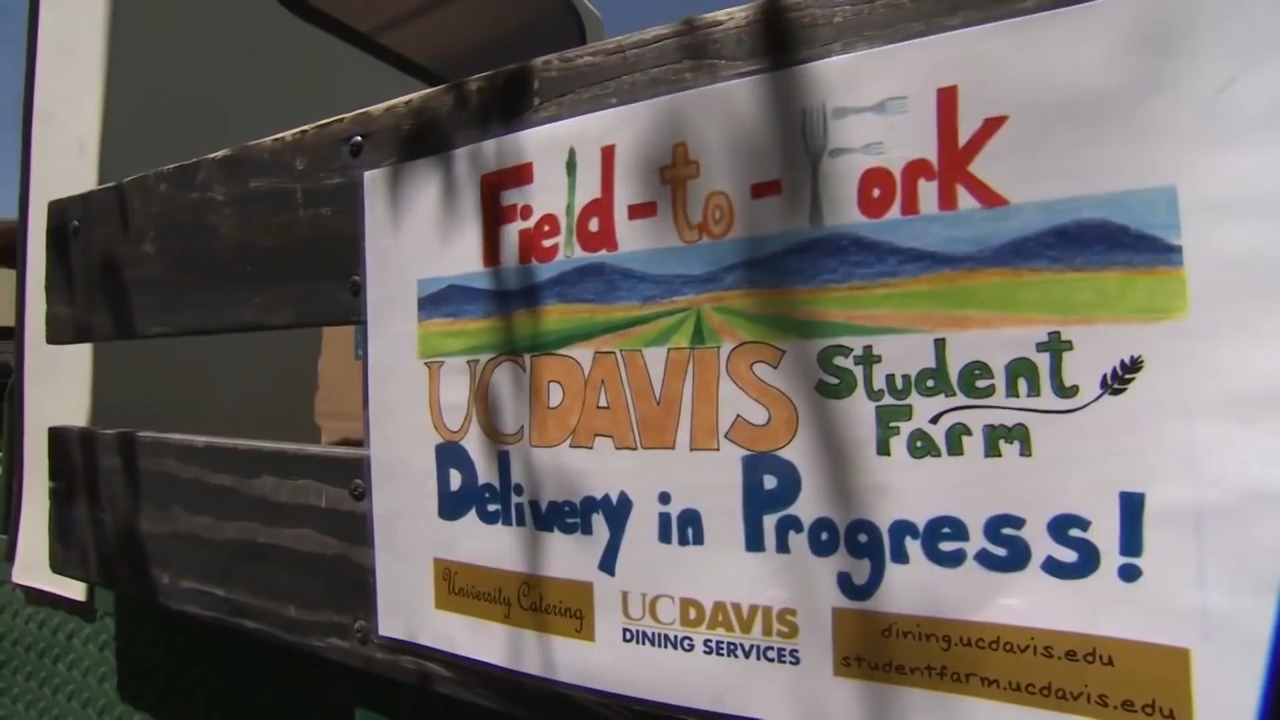 Field-to-Fork
UCDAVIS
Student
Farm
Delivery in Progress!
University Catering
UCDAVIS
DINING SERVICES
dining.ucdavis.edu
studentfarm.ucdavis.edu